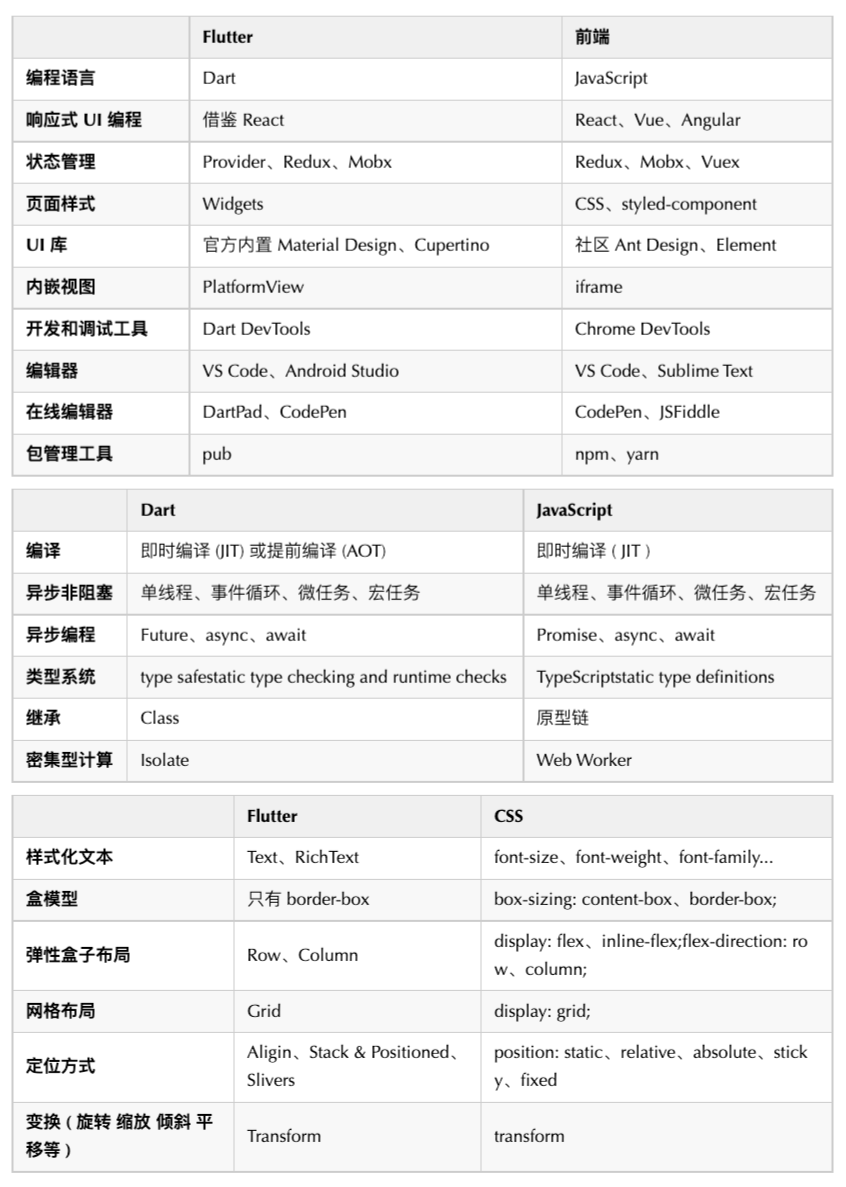 Flutter 前端
编程语言 Dart JavaScript
响应式 UI 编程 借鉴 React React、Vue、Angular
状态管理 Provider、Redux、Mobx Redux、Mobx、Vuex
页面样式 Widgets CSS、styled-component
UI 库 官方内置 Material Design、Cupertino 社区 Ant Design、Element
内嵌视图 PlatformView iframe
开发和调试工具 Dart DevTools Chrome DevTools
编辑器 VS Code、Android Studio VS Code、Sublime Text
在线编辑器 DartPad、CodePen CodePen、JSFiddle
包管理工具 pub npm、yarn
Dart JavaScript
编译 即时编译 (JIT) 或提前编译 (AOT) 即时编译 ( JIT )
异步非阻塞 单线程、事件循环、微任务、宏任务 单线程、事件循环、微任务、宏任务
异步编程 Future、async、await Promise、async、await
类型系统 type safestatic type checking and runtime checks TypeScriptstatic type definitions
继承 Class 原型链
密集型计算 Isolate Web Worker
Flutter CSS
样式化文本 Text、RichText font-size、font-weight、font-family...
盒模型 只有 border-box box-sizing: content-box、border-box;
弹性盒子布局 Row、Column display: flex、inline-flex;flex-direction: ro
w、column;
网格布局 Grid display: grid;
定位方式 Aligin、Stack & Positioned、 position: static、relative、absolute、stick
Slivers y、fixed
变换 ( 旋转 缩放 倾斜 平 Transform transform
移等 )